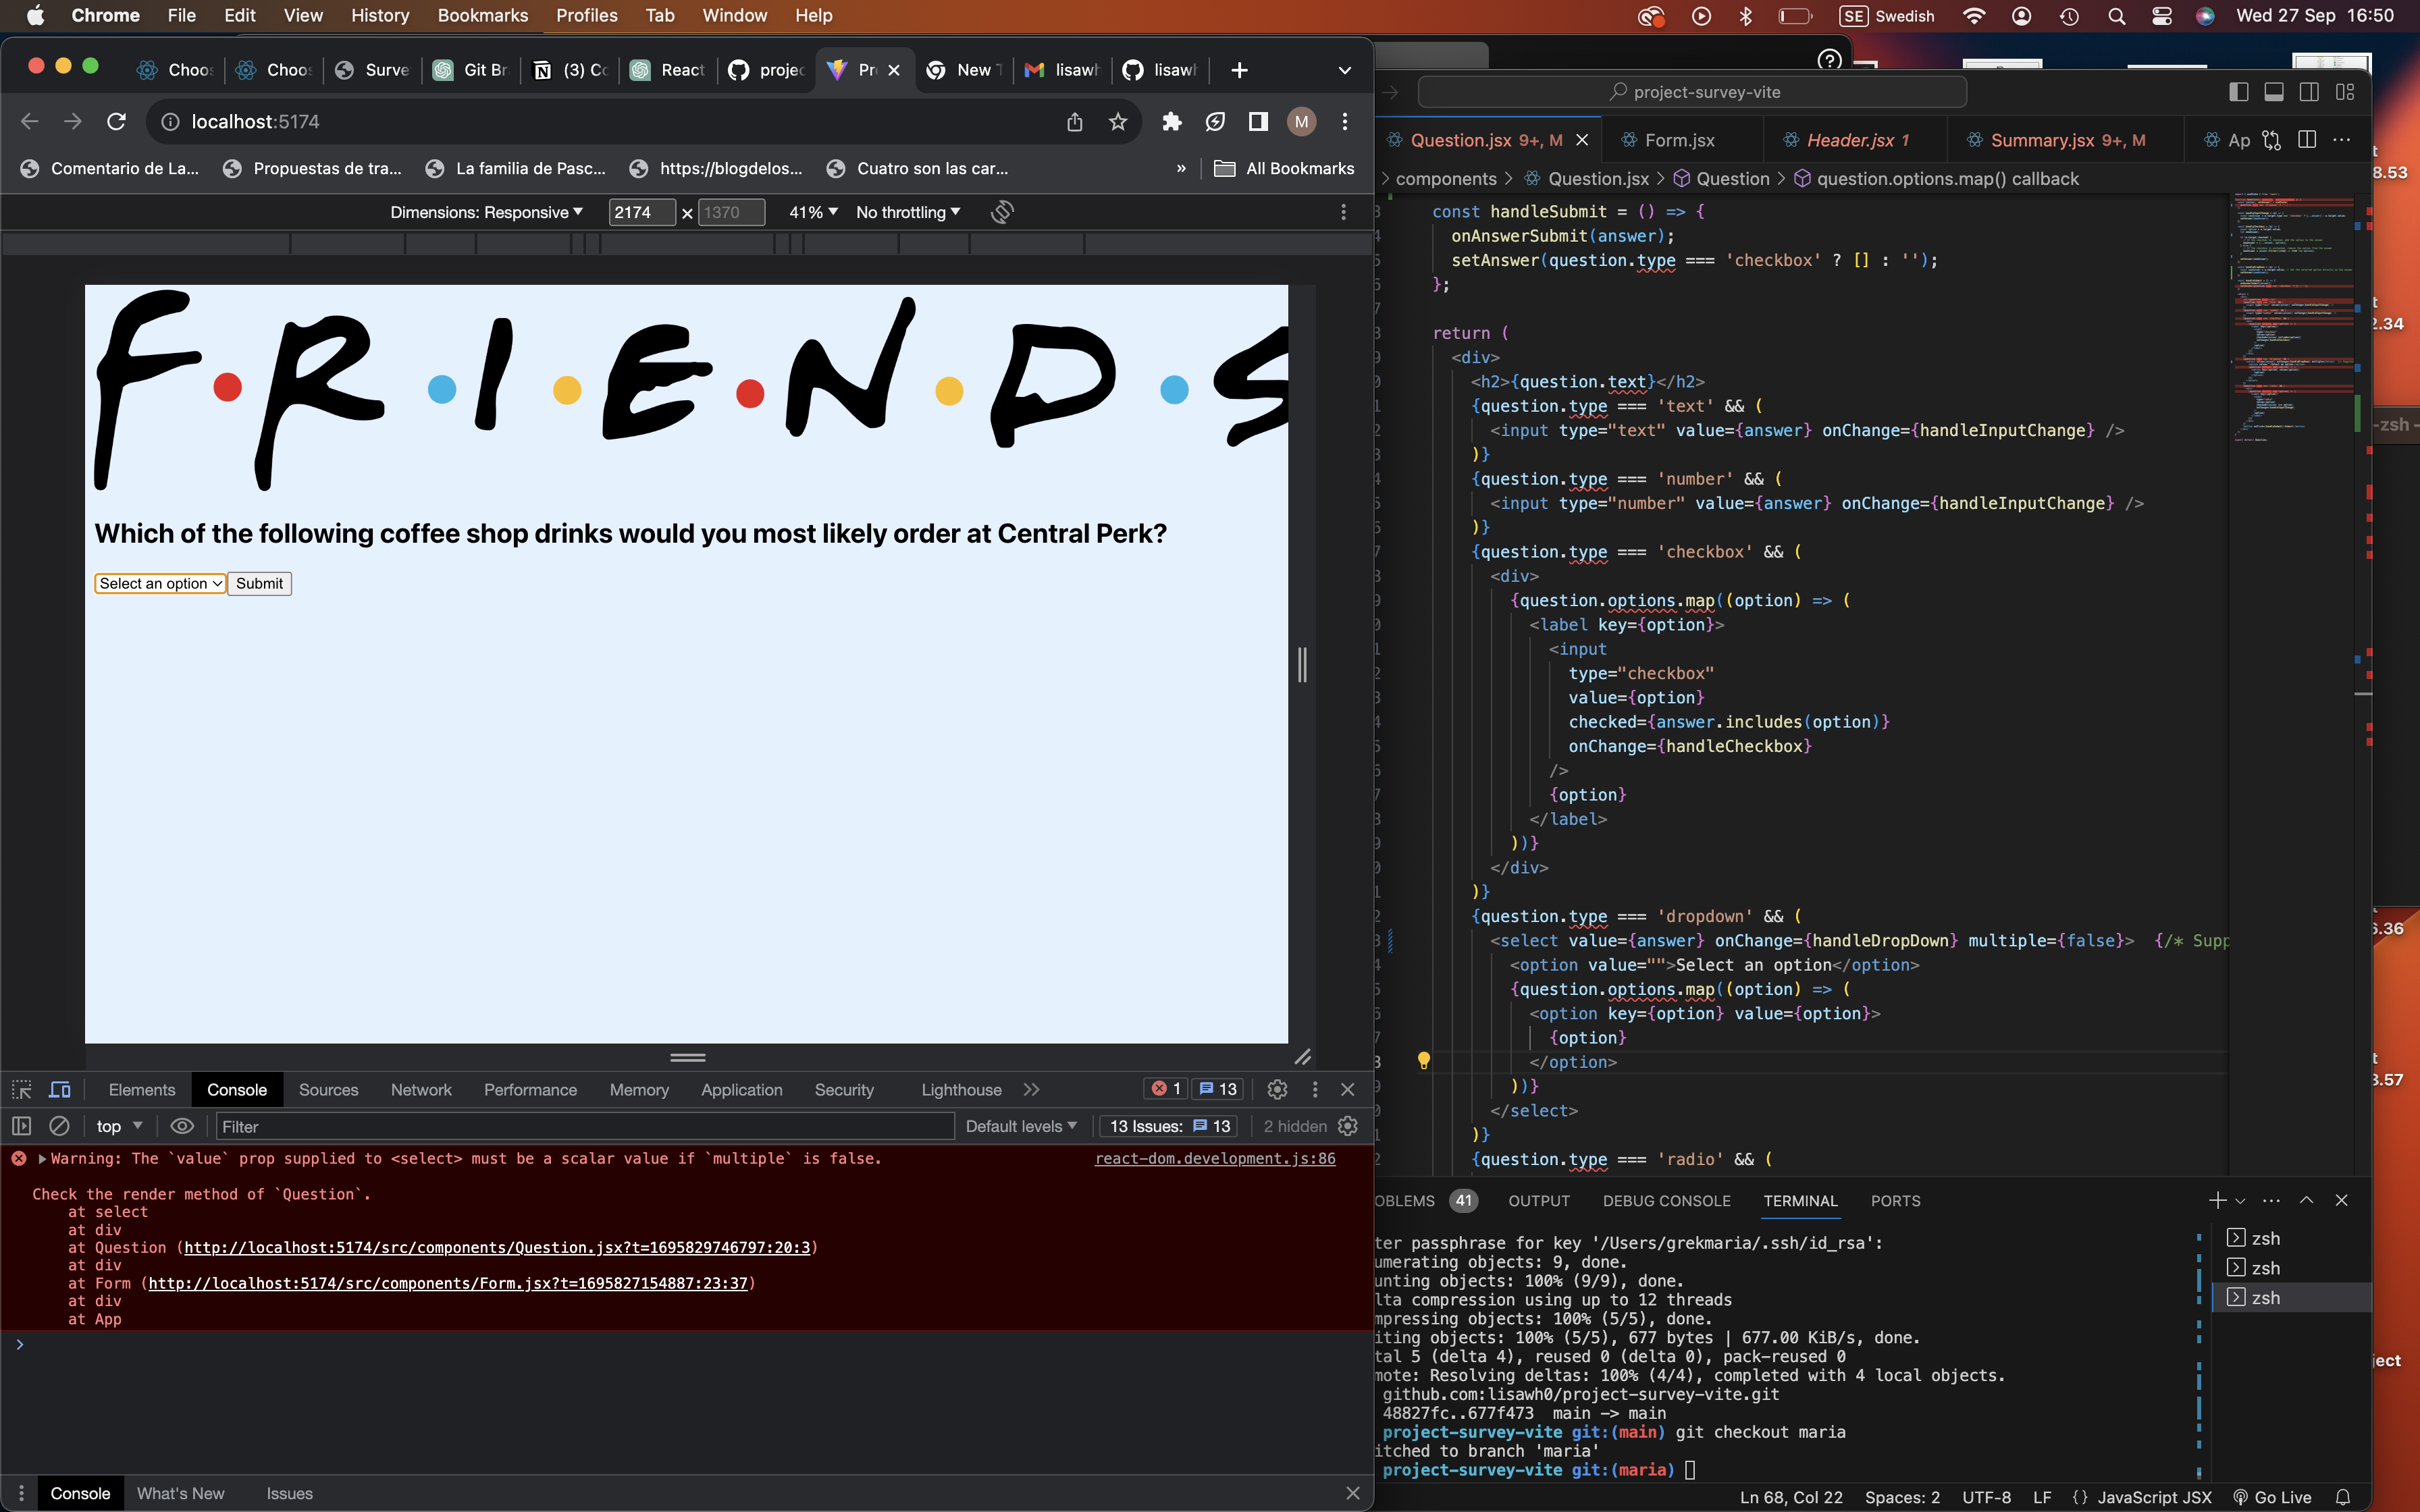 Chrome File Edit View History Bookmarks Profiles Tab Window Help
SE Swedish Wed 27 Sep 16:50
Choos Choos Surve Git Br (3) Co React projec Pr New T lisawh lisawh
localhost:5174
M
Comentario de La... Propuestas de tra... La familia de Pasc... https://blogdelos... Cuatro son las car... » All Bookmarks
Dimensions: Responsive 2174 × 1370 41% No throttling
F•R•I•E•N•D•S
Which of the following coffee shop drinks would you most likely order at Central Perk?
Select an option Submit
Elements Console Sources Network Performance Memory Application Security Lighthouse 1 13
top Filter Default levels 13 Issues: 13 2 hidden
Warning: The `value` prop supplied to <select> must be a scalar value if `multiple` is false. react-dom.development.js:86
Check the render method of `Question`.
at select
at div
at Question (http://localhost:5174/src/components/Question.jsx?t=1695829746797:20:3)
at div
at Form (http://localhost:5174/src/components/Form.jsx?t=1695827154887:23:37)
at div
at App
Console What's New Issues
project-survey-vite
Question.jsx 9+, M Form.jsx Header.jsx 1 Summary.jsx 9+, M Ap
components > Question.jsx > Question > question.options.map() callback
const handleSubmit = () => {
onAnswerSubmit(answer);
setAnswer(question.type === 'checkbox' ? [] : '');
};
return (
<div>
<h2>{question.text}</h2>
{question.type === 'text' && (
<input type="text" value={answer} onChange={handleInputChange} />
)}
{question.type === 'number' && (
<input type="number" value={answer} onChange={handleInputChange} />
)}
{question.type === 'checkbox' && (
<div>
{question.options.map((option) => (
<label key={option}>
<input
type="checkbox"
value={option}
checked={answer.includes(option)}
onChange={handleCheckbox}
/>
{option}
</label>
))}
</div>
)}
{question.type === 'dropdown' && (
<select value={answer} onChange={handleDropDown} multiple={false}> {/* Supp
<option value="">Select an option</option>
{question.options.map((option) => (
<option key={option} value={option}>
{option}
</option>
))}
</select>
)}
{question.type === 'radio' && (
OBLEMS 41 OUTPUT DEBUG CONSOLE TERMINAL PORTS
ter passphrase for key '/Users/grekmaria/.ssh/id_rsa':
umerating objects: 9, done.
unting objects: 100% (9/9), done.
lta compression using up to 12 threads
mpressing objects: 100% (5/5), done.
iting objects: 100% (5/5), 677 bytes | 677.00 KiB/s, done.
tal 5 (delta 4), reused 0 (delta 0), pack-reused 0
mote: Resolving deltas: 100% (4/4), completed with 4 local objects.
github.com:lisawh0/project-survey-vite.git
48827fc..677f473 main -> main
project-survey-vite git:(main) git checkout maria
itched to branch 'maria'
project-survey-vite git:(maria)
zsh
zsh
zsh
Ln 68, Col 22 Spaces: 2 UTF-8 LF {} JavaScript JSX Go Live
8.53
2.34
-zsh
6.36
3.57
ject